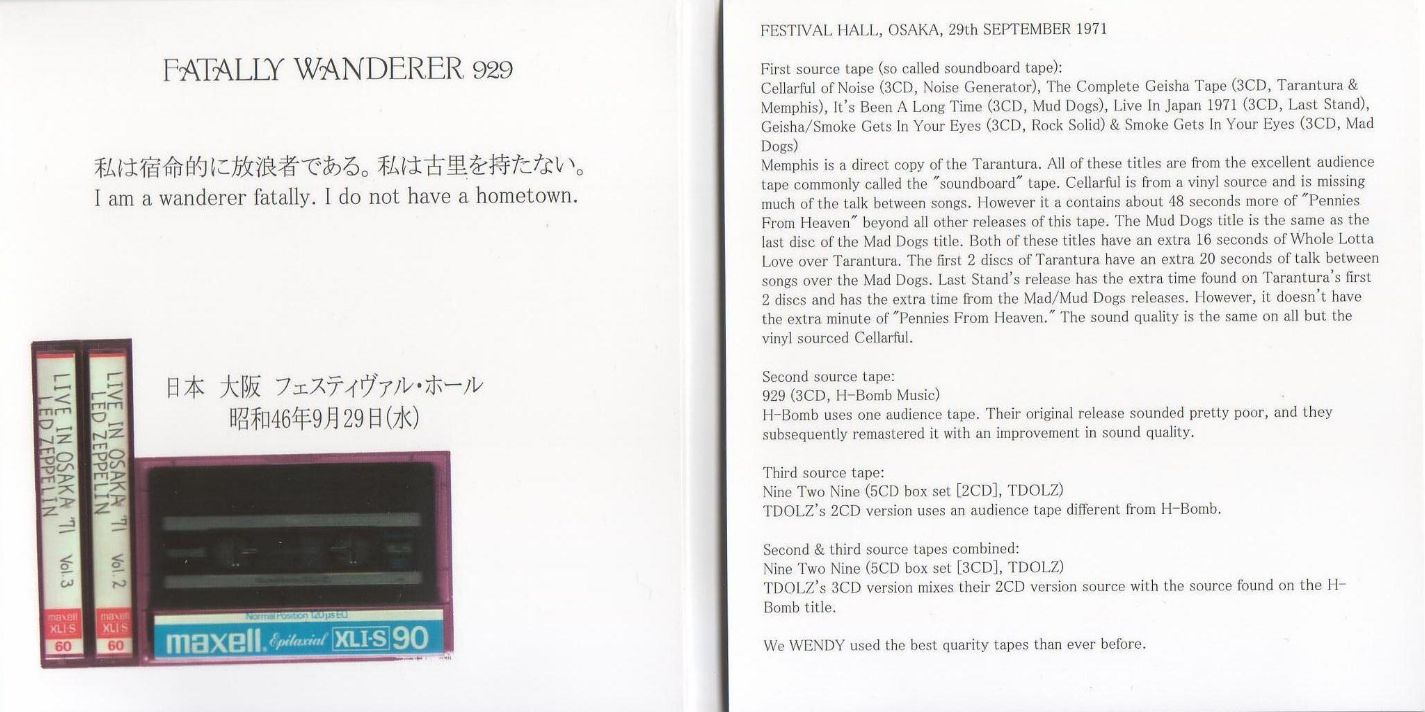 FATALLY WANDERER 929
私は宿命的に放浪者である。私は古里を持たない。
I am a wanderer fatally. I do not have a hometown.
日本 大阪 フェスティヴァル・ホール
昭和46年9月29日(水)
LIVE IN OSAKA '71 Vol.3
LED ZEPPELIN
maxell
XLI-S
60
LIVE IN OSAKA '71 Vol.2
LED ZEPPELIN
maxell
XLI-S
60
Normal Position 120μs EQ
maxell. Epitaxial XLI-S 90
FESTIVAL HALL, OSAKA, 29th SEPTEMBER 1971
First source tape (so called soundboard tape):
Cellarful of Noise (3CD, Noise Generator), The Complete Geisha Tape (3CD, Tarantura &
Memphis), It's Been A Long Time (3CD, Mud Dogs), Live In Japan 1971 (3CD, Last Stand),
Geisha/Smoke Gets In Your Eyes (3CD, Rock Solid) & Smoke Gets In Your Eyes (3CD, Mad
Dogs)
Memphis is a direct copy of the Tarantura. All of these titles are from the excellent audience
tape commonly called the "soundboard" tape. Cellarful is from a vinyl source and is missing
much of the talk between songs. However it a contains about 48 seconds more of "Pennies
From Heaven" beyond all other releases of this tape. The Mud Dogs title is the same as the
last disc of the Mad Dogs title. Both of these titles have an extra 16 seconds of Whole Lotta
Love over Tarantura. The first 2 discs of Tarantura have an extra 20 seconds of talk between
songs over the Mad Dogs. Last Stand's release has the extra time found on Tarantura's first
2 discs and has the extra time from the Mad/Mud Dogs releases. However, it doesn't have
the extra minute of "Pennies From Heaven." The sound quality is the same on all but the
vinyl sourced Cellarful.
Second source tape:
929 (3CD, H-Bomb Music)
H-Bomb uses one audience tape. Their original release sounded pretty poor, and they
subsequently remastered it with an improvement in sound quality.
Third source tape:
Nine Two Nine (5CD box set [2CD], TDOLZ)
TDOLZ's 2CD version uses an audience tape different from H-Bomb.
Second & third source tapes combined:
Nine Two Nine (5CD box set [3CD], TDOLZ)
TDOLZ's 3CD version mixes their 2CD version source with the source found on the H-
Bomb title.
We WENDY used the best quarity tapes than ever before.